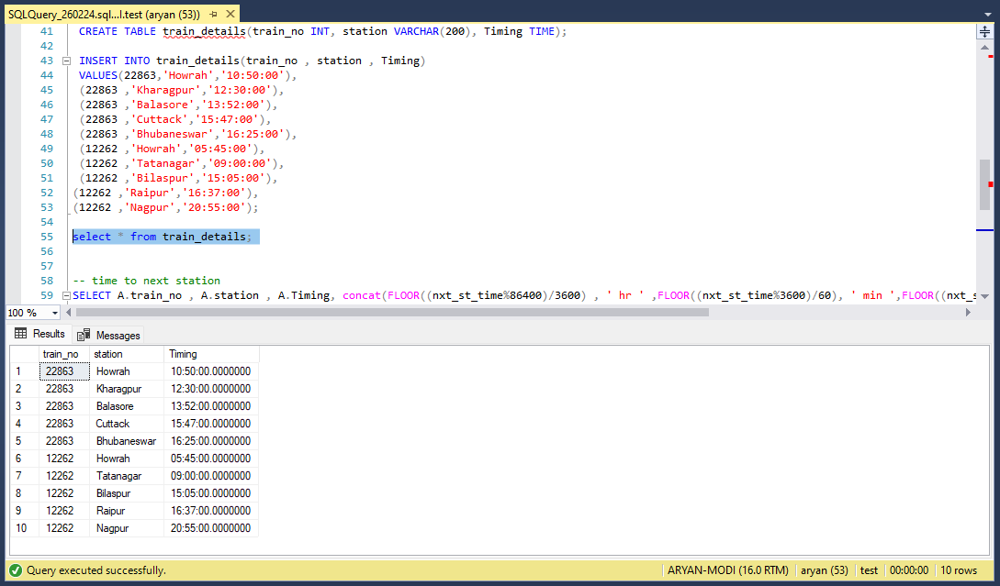 SQLQuery_260224.sql...l.test (aryan (53))
41 CREATE TABLE train_details(train_no INT, station VARCHAR(200), Timing TIME);
42
43 INSERT INTO train_details(train_no , station , Timing)
44 VALUES(22863,'Howrah','10:50:00'),
45 (22863 ,'Kharagpur','12:30:00'),
46 (22863 ,'Balasore','13:52:00'),
47 (22863 ,'Cuttack','15:47:00'),
48 (22863 ,'Bhubaneswar','16:25:00'),
49 (12262 ,'Howrah','05:45:00'),
50 (12262 ,'Tatanagar','09:00:00'),
51 (12262 ,'Bilaspur','15:05:00'),
52 (12262 ,'Raipur','16:37:00'),
53 (12262 ,'Nagpur','20:55:00');
54
55 select * from train_details;
56
57
58 -- time to next station
59 SELECT A.train_no , A.station , A.Timing, concat(FLOOR((nxt_st_time%86400)/3600) , ' hr ' ,FLOOR((nxt_st_time%3600)/60), ' min ',FLOOR((nxt_s
100 %
Results Messages
train_no station Timing
1 22863 Howrah 10:50:00.0000000
2 22863 Kharagpur 12:30:00.0000000
3 22863 Balasore 13:52:00.0000000
4 22863 Cuttack 15:47:00.0000000
5 22863 Bhubaneswar 16:25:00.0000000
6 12262 Howrah 05:45:00.0000000
7 12262 Tatanagar 09:00:00.0000000
8 12262 Bilaspur 15:05:00.0000000
9 12262 Raipur 16:37:00.0000000
10 12262 Nagpur 20:55:00.0000000
Query executed successfully. ARYAN-MODI (16.0 RTM) aryan (53) test 00:00:00 10 rows